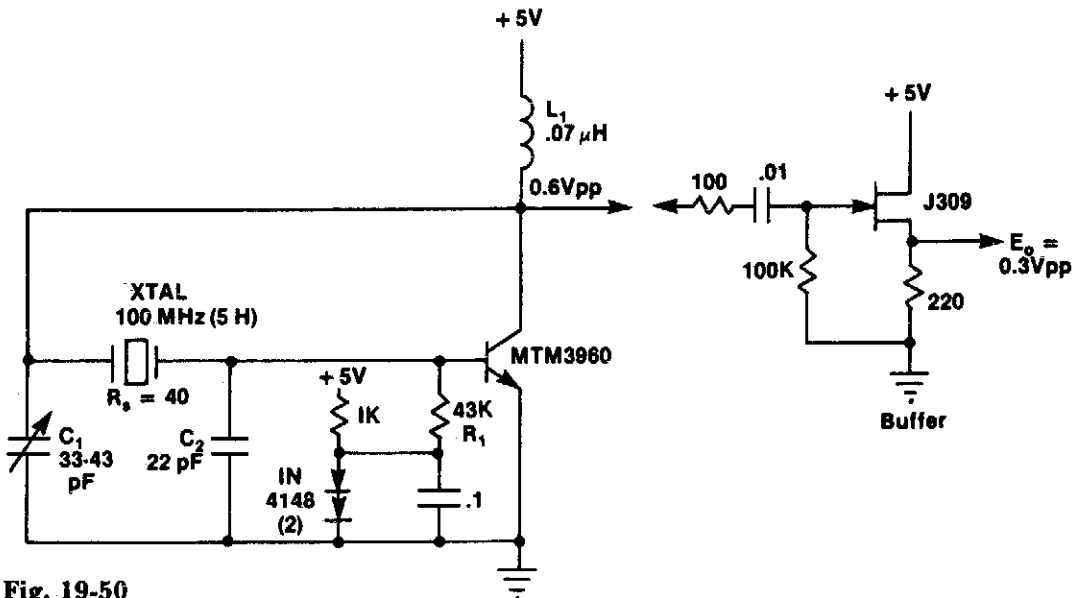 + 5V
L₁
.07 μH
+ 5V
0.6Vpp
100
.01
J309
100K
E₀ =
0.3Vpp
220
Buffer
XTAL
100 MHz (5 H)
Rₛ = 40
MTM3960
+ 5V
IK
43K
R₁
C₁
33-43
pF
C₂
22 pF
IN
4148
(2)
.1
Fig. 19-50